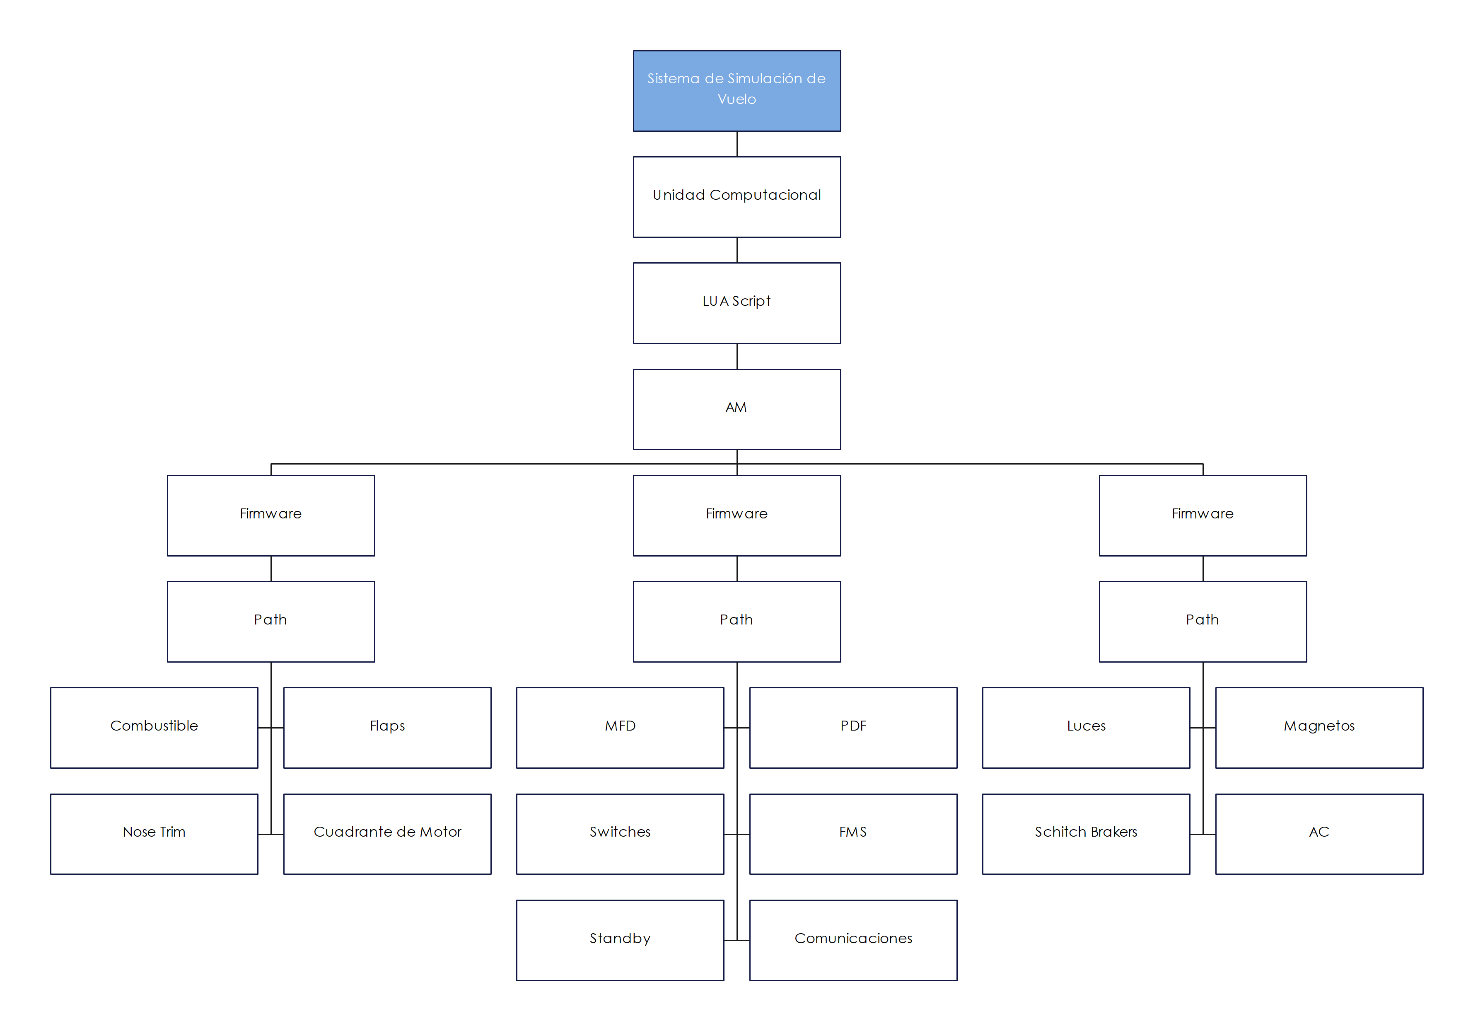 Sistema de Simulación de
Vuelo
Unidad Computacional
LUA Script
AM
Firmware
Firmware
Firmware
Path
Path
Path
Combustible
Flaps
MFD
PDF
Luces
Magnetos
Nose Trim
Cuadrante de Motor
Switches
FMS
Schitch Brakers
AC
Standby
Comunicaciones